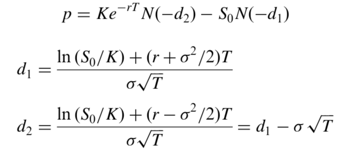 p = Ke^{-rT} N(-d_2) - S_0 N(-d_1)
d_1 = \frac{\ln (S_0/K) + (r + \sigma^2/2)T}{\sigma\sqrt{T}}
d_2 = \frac{\ln (S_0/K) + (r - \sigma^2/2)T}{\sigma\sqrt{T}} = d_1 - \sigma\sqrt{T}